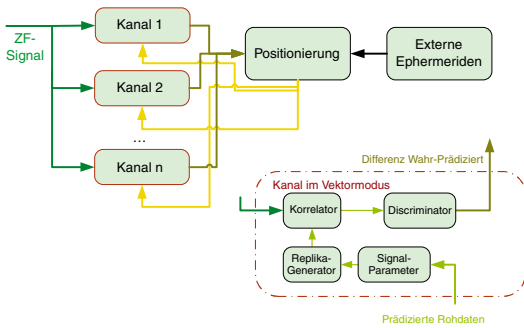 ZF-
Signal
Kanal 1
Kanal 2
...
Kanal n
Positionierung
Externe
Ephermeriden
Differenz Wahr-Prädiziert
Kanal im Vektormodus
Korrelator
Discriminator
Replika-
Generator
Signal-
Parameter
Prädizierte Rohdaten